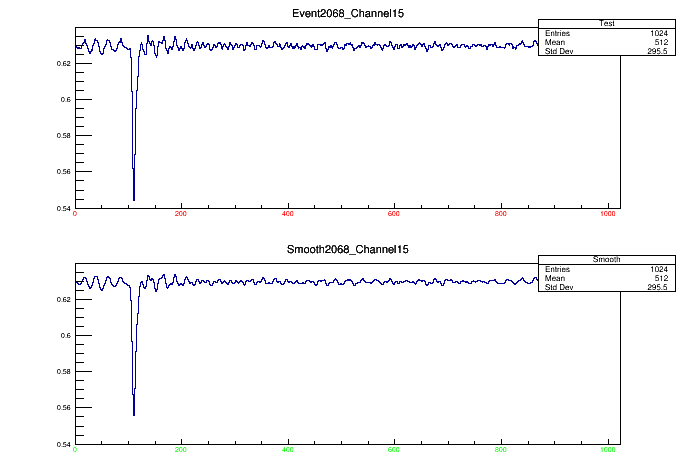 Event2068_Channel15
Test
Entries 1024
Mean 512
Std Dev 295.5
0.62
0.6
0.58
0.56
0.54
0 200 400 600 800 1000
Smooth2068_Channel15
Smooth
Entries 1024
Mean 512
Std Dev 295.5
0.62
0.6
0.58
0.56
0.54
0 200 400 600 800 1000